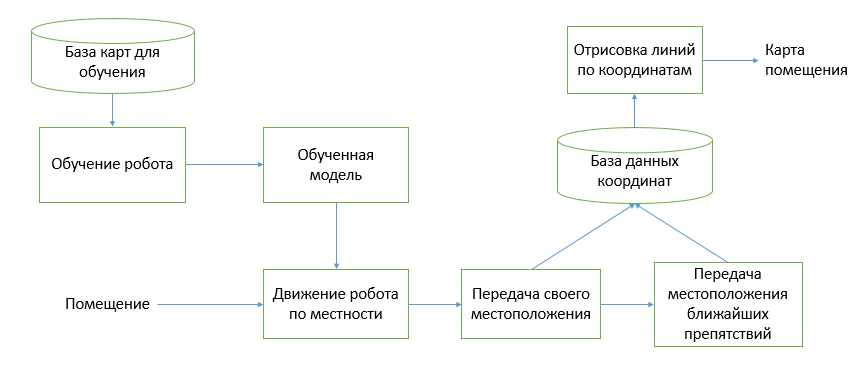 База карт для
обучения
Обучение робота
Обученная
модель
Отрисовка линий
по координатам
Карта
помещения
База данных
координат
Помещение
Движение робота
по местности
Передача своего
местоположения
Передача
местоположения
ближайших
препятствий